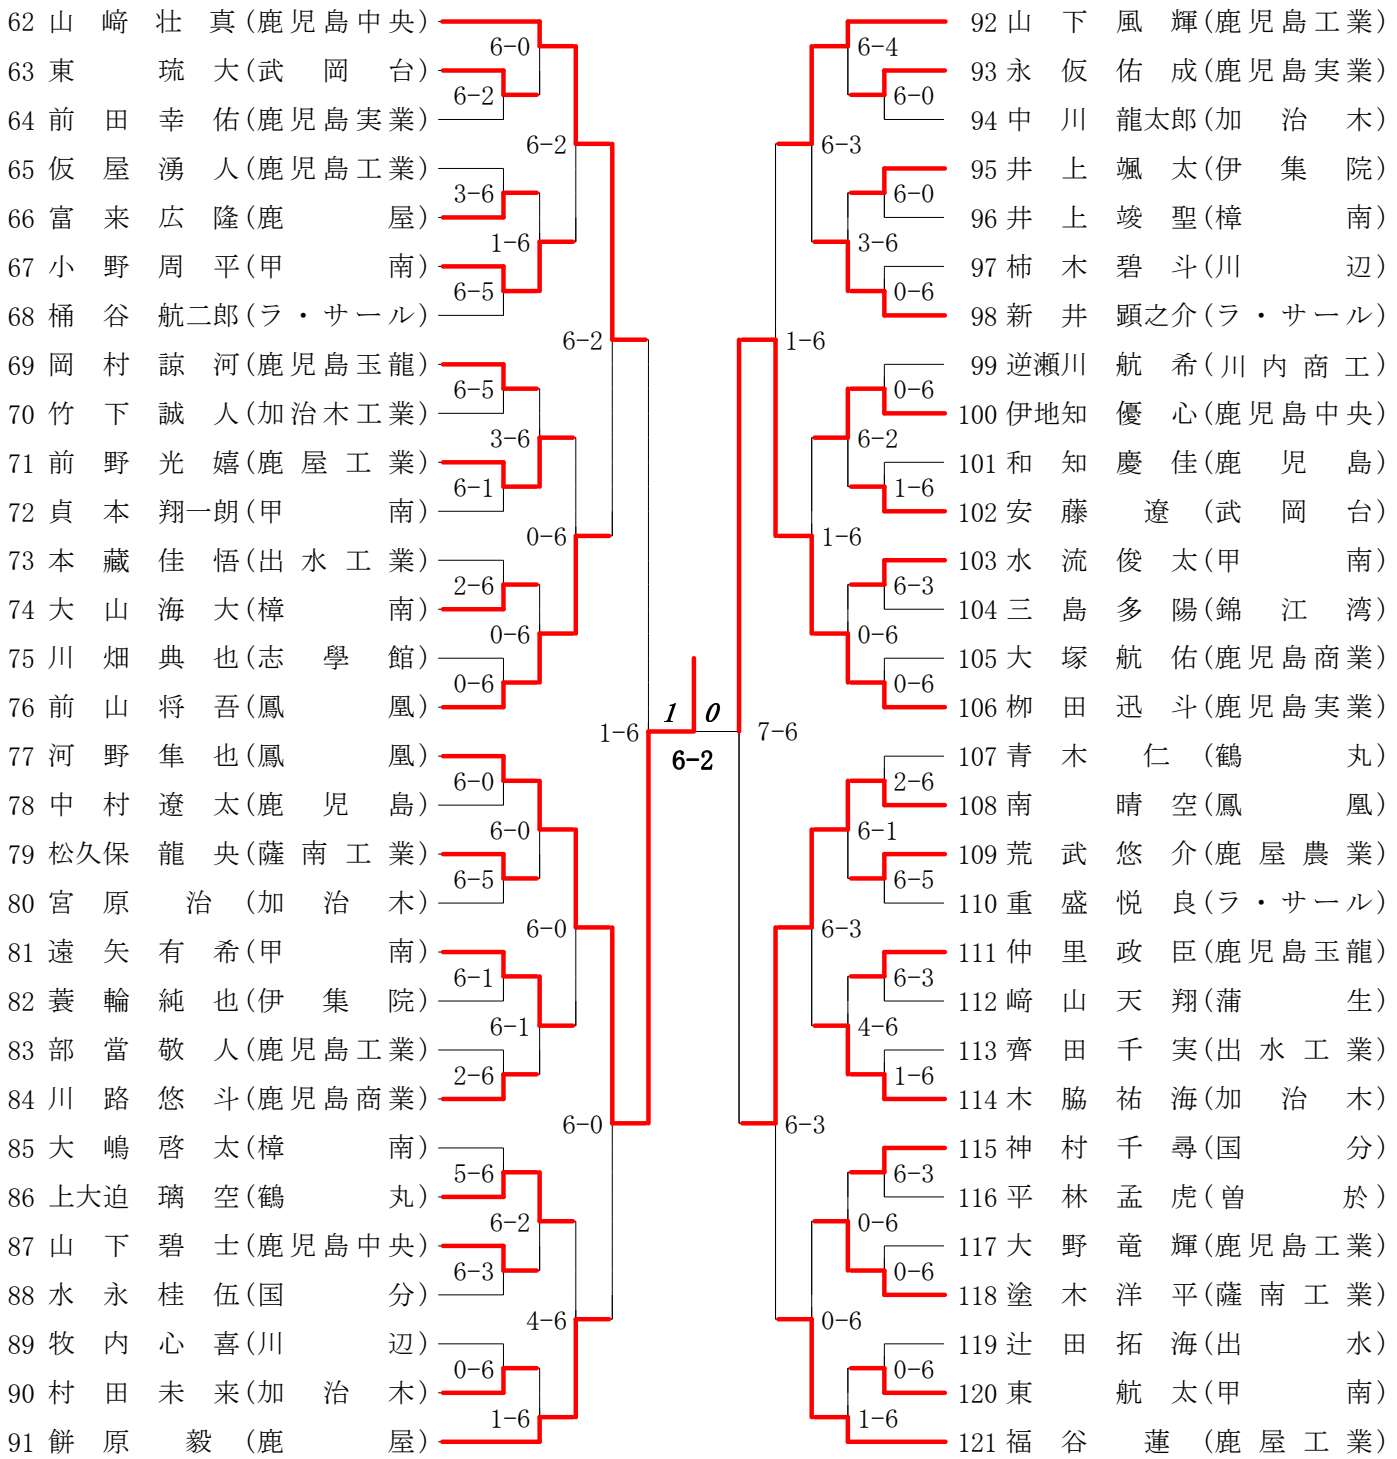 62 山﨑壮真(鹿児島中央)
63 東琉大(武岡台)
64 前田幸佑(鹿児島実業)
65 仮屋湧人(鹿児島工業)
66 富来広隆(鹿屋)
67 小野周平(甲南)
68 桶谷航二郎(ラ・サール)
69 岡村諒河(鹿児島玉龍)
70 竹下誠人(加治木工業)
71 前野光嬉(鹿屋工業)
72 貞本翔一朗(甲南)
73 本藏佳悟(出水工業)
74 大山海大(樟南)
75 川畑典也(志學館)
76 前山将吾(鳳凰)
77 河野隼也(鳳凰)
78 中村遼太(鹿児島)
79 松久保龍央(薩南工業)
80 宮原治(加治木)
81 遠矢有希(甲南)
82 蓑輪純也(伊集院)
83 部當敬人(鹿児島工業)
84 川路悠斗(鹿児島商業)
85 大嶋啓太(樟南)
86 上大迫璃空(鶴丸)
87 山下碧士(鹿児島中央)
88 水永桂伍(国分)
89 牧内心喜(川辺)
90 村田未来(加治木)
91 餅原毅(鹿屋)
6-0
6-2
6-2
3-6
1-6
6-5
6-2
6-5
3-6
6-1
0-6
2-6
0-6
0-6
1-6
6-0
6-0
6-5
6-0
6-1
6-1
2-6
6-0
5-6
6-2
6-3
4-6
0-6
1-6
1 0
6-2
92 山下風輝(鹿児島工業)
93 永仮佑成(鹿児島実業)
94 中川龍太郎(加治木)
95 井上颯太(伊集院)
96 井上竣聖(樟南)
97 柿木碧斗(川辺)
98 新井顕之介(ラ・サール)
99 逆瀬川航希(川内商工)
100 伊地知優心(鹿児島中央)
101 和知慶佳(鹿児島)
102 安藤遼(武岡台)
103 水流俊太(甲南)
104 三島多陽(錦江湾)
105 大塚航佑(鹿児島商業)
106 栁田迅斗(鹿児島実業)
107 青木仁(鶴丸)
108 南晴空(鳳凰)
109 荒武悠介(鹿屋農業)
110 重盛悦良(ラ・サール)
111 仲里政臣(鹿児島玉龍)
112 﨑山天翔(蒲生)
113 齊田千実(出水工業)
114 木脇祐海(加治木)
115 神村千尋(国分)
116 平林孟虎(曽於)
117 大野竜輝(鹿児島工業)
118 塗木洋平(薩南工業)
119 辻田拓海(出水)
120 東航太(甲南)
121 福谷蓮(鹿屋工業)
6-4
6-0
6-3
6-0
3-6
0-6
1-6
0-6
6-2
1-6
1-6
6-3
0-6
0-6
7-6
2-6
6-1
6-5
6-3
6-3
4-6
1-6
6-3
6-3
0-6
0-6
0-6
0-6
1-6